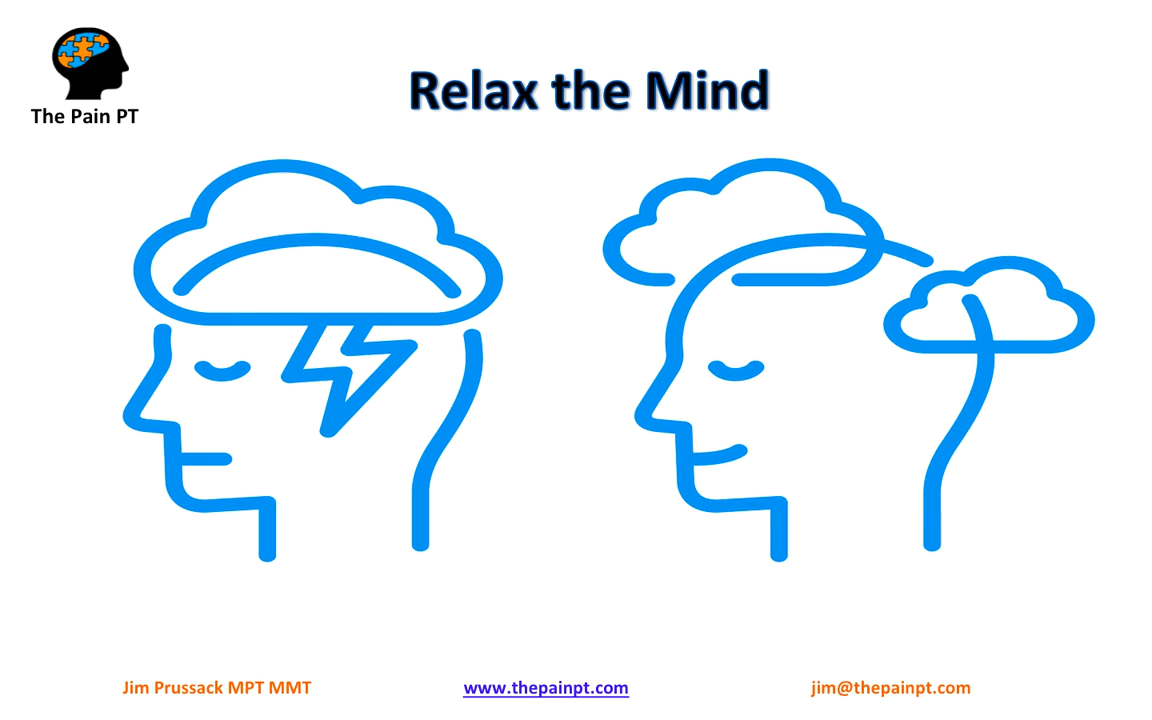 The Pain PT
Relax the Mind
Jim Prussack MPT MMT
www.thepainpt.com
jim@thepainpt.com